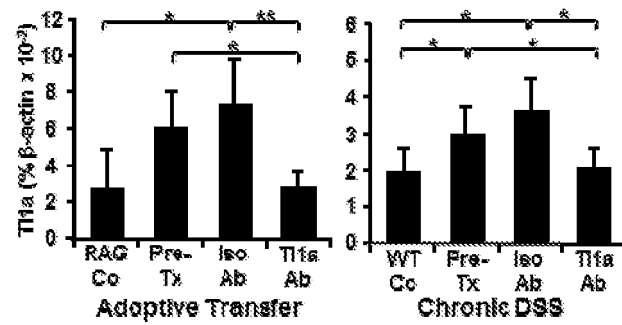 Tl1a (% β-actin x 10⁻²)
12
10
8
6
4
2
0
* **
*
RAG Co
Pre-Tx
Iso Ab
Tl1a Ab
Adoptive Transfer
6
5
4
3
2
1
0
* *
* *
WT Co
Pre-Tx
Iso Ab
Tl1a Ab
Chronic DSS